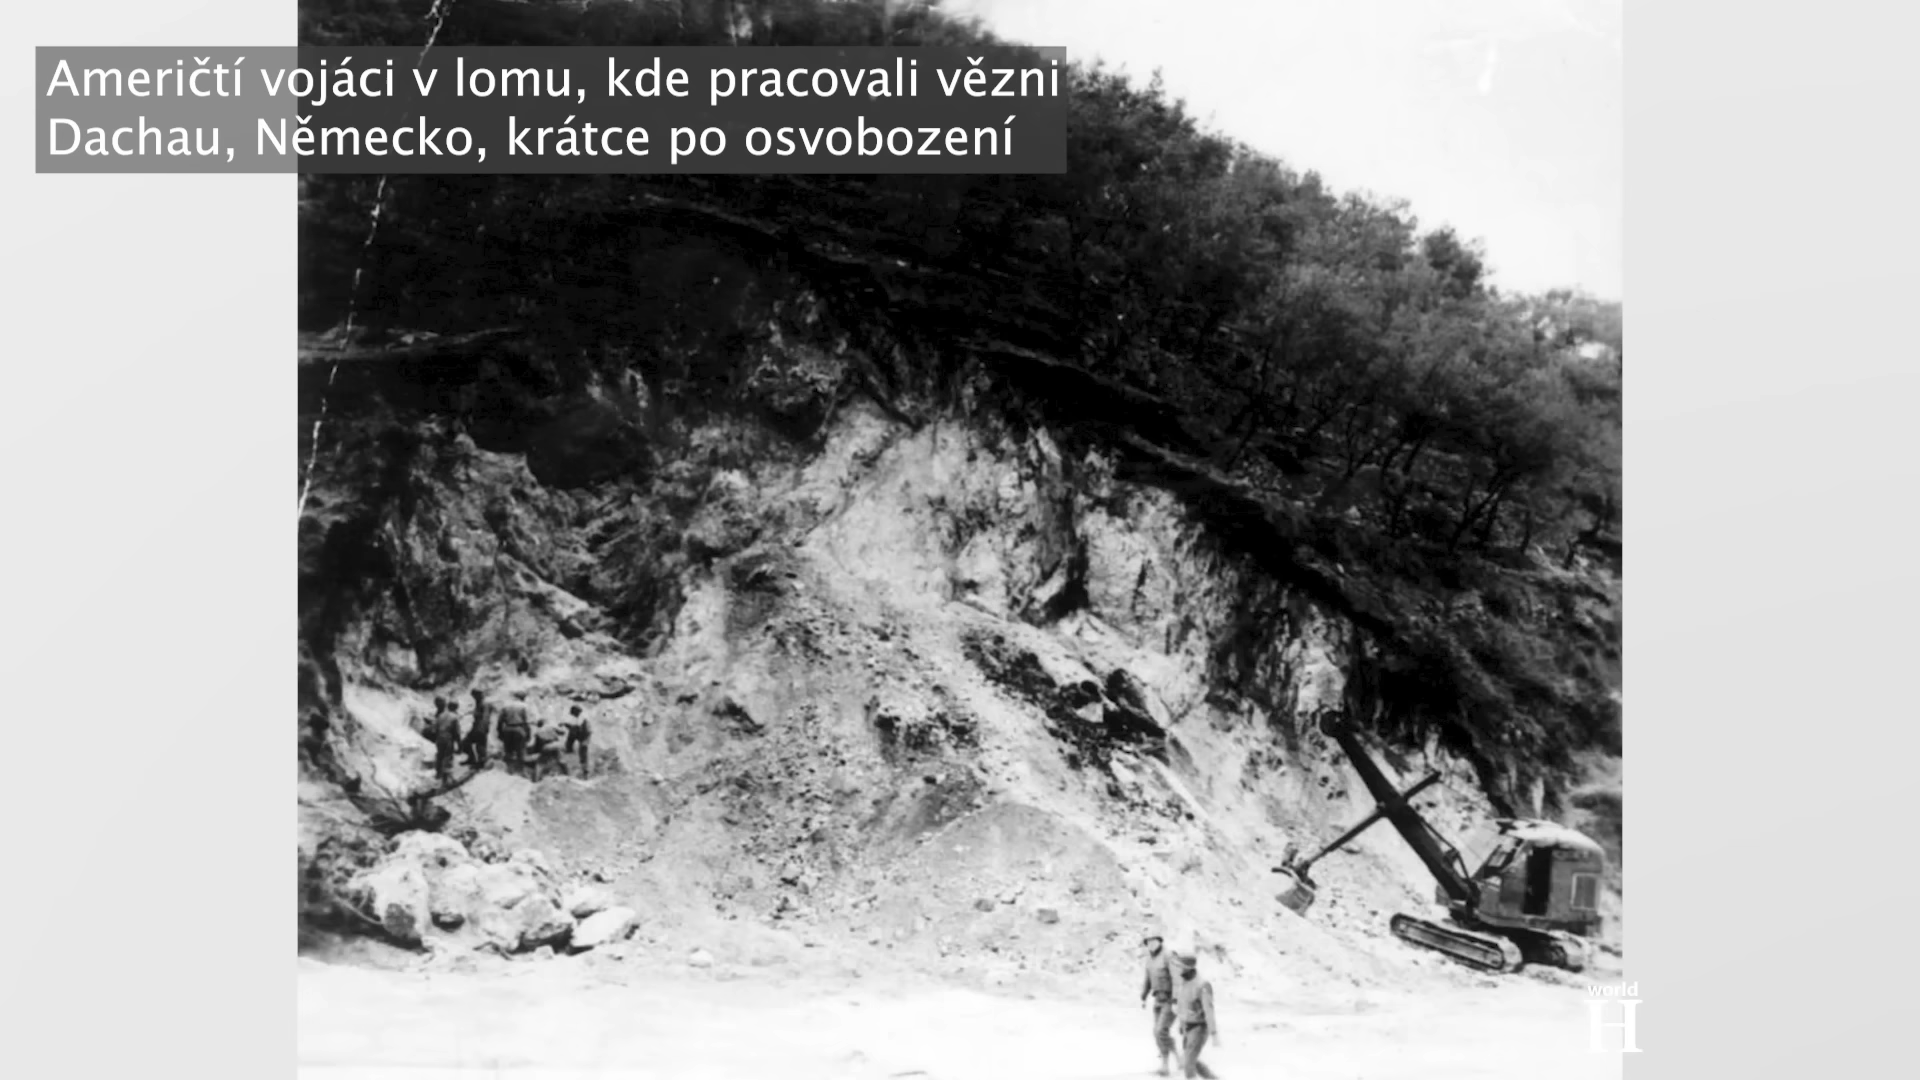 Američtí vojáci v lomu, kde pracovali vězni
Dachau, Německo, krátce po osvobození
world
H